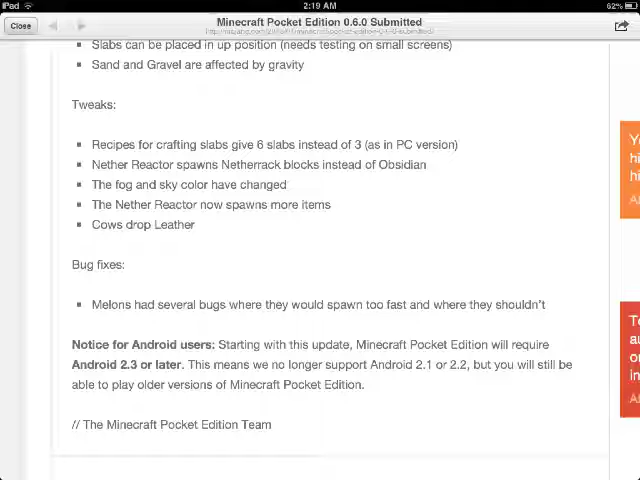 iPad 2:19 AM 62%
Close Minecraft Pocket Edition 0.6.0 Submitted
Slabs can be placed in up position (needs testing on small screens)
Sand and Gravel are affected by gravity
Tweaks:
Recipes for crafting slabs give 6 slabs instead of 3 (as in PC version)
Nether Reactor spawns Netherrack blocks instead of Obsidian
The fog and sky color have changed
The Nether Reactor now spawns more items
Cows drop Leather
Bug fixes:
Melons had several bugs where they would spawn too fast and where they shouldn't
Notice for Android users: Starting with this update, Minecraft Pocket Edition will require
Android 2.3 or later. This means we no longer support Android 2.1 or 2.2, but you will still be
able to play older versions of Minecraft Pocket Edition.
// The Minecraft Pocket Edition Team